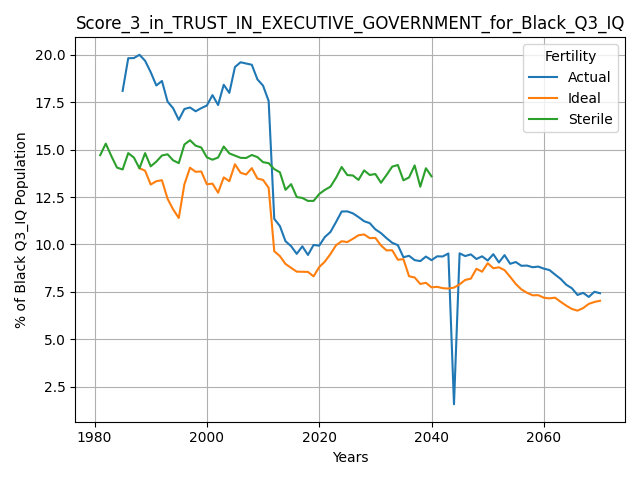 Score_3_in_TRUST_IN_EXECUTIVE_GOVERNMENT_for_Black_Q3_IQ
Fertility
Actual
Ideal
Sterile
% of Black Q3_IQ Population
20.0
17.5
15.0
12.5
10.0
7.5
5.0
2.5
1980
2000
2020
2040
2060
Years